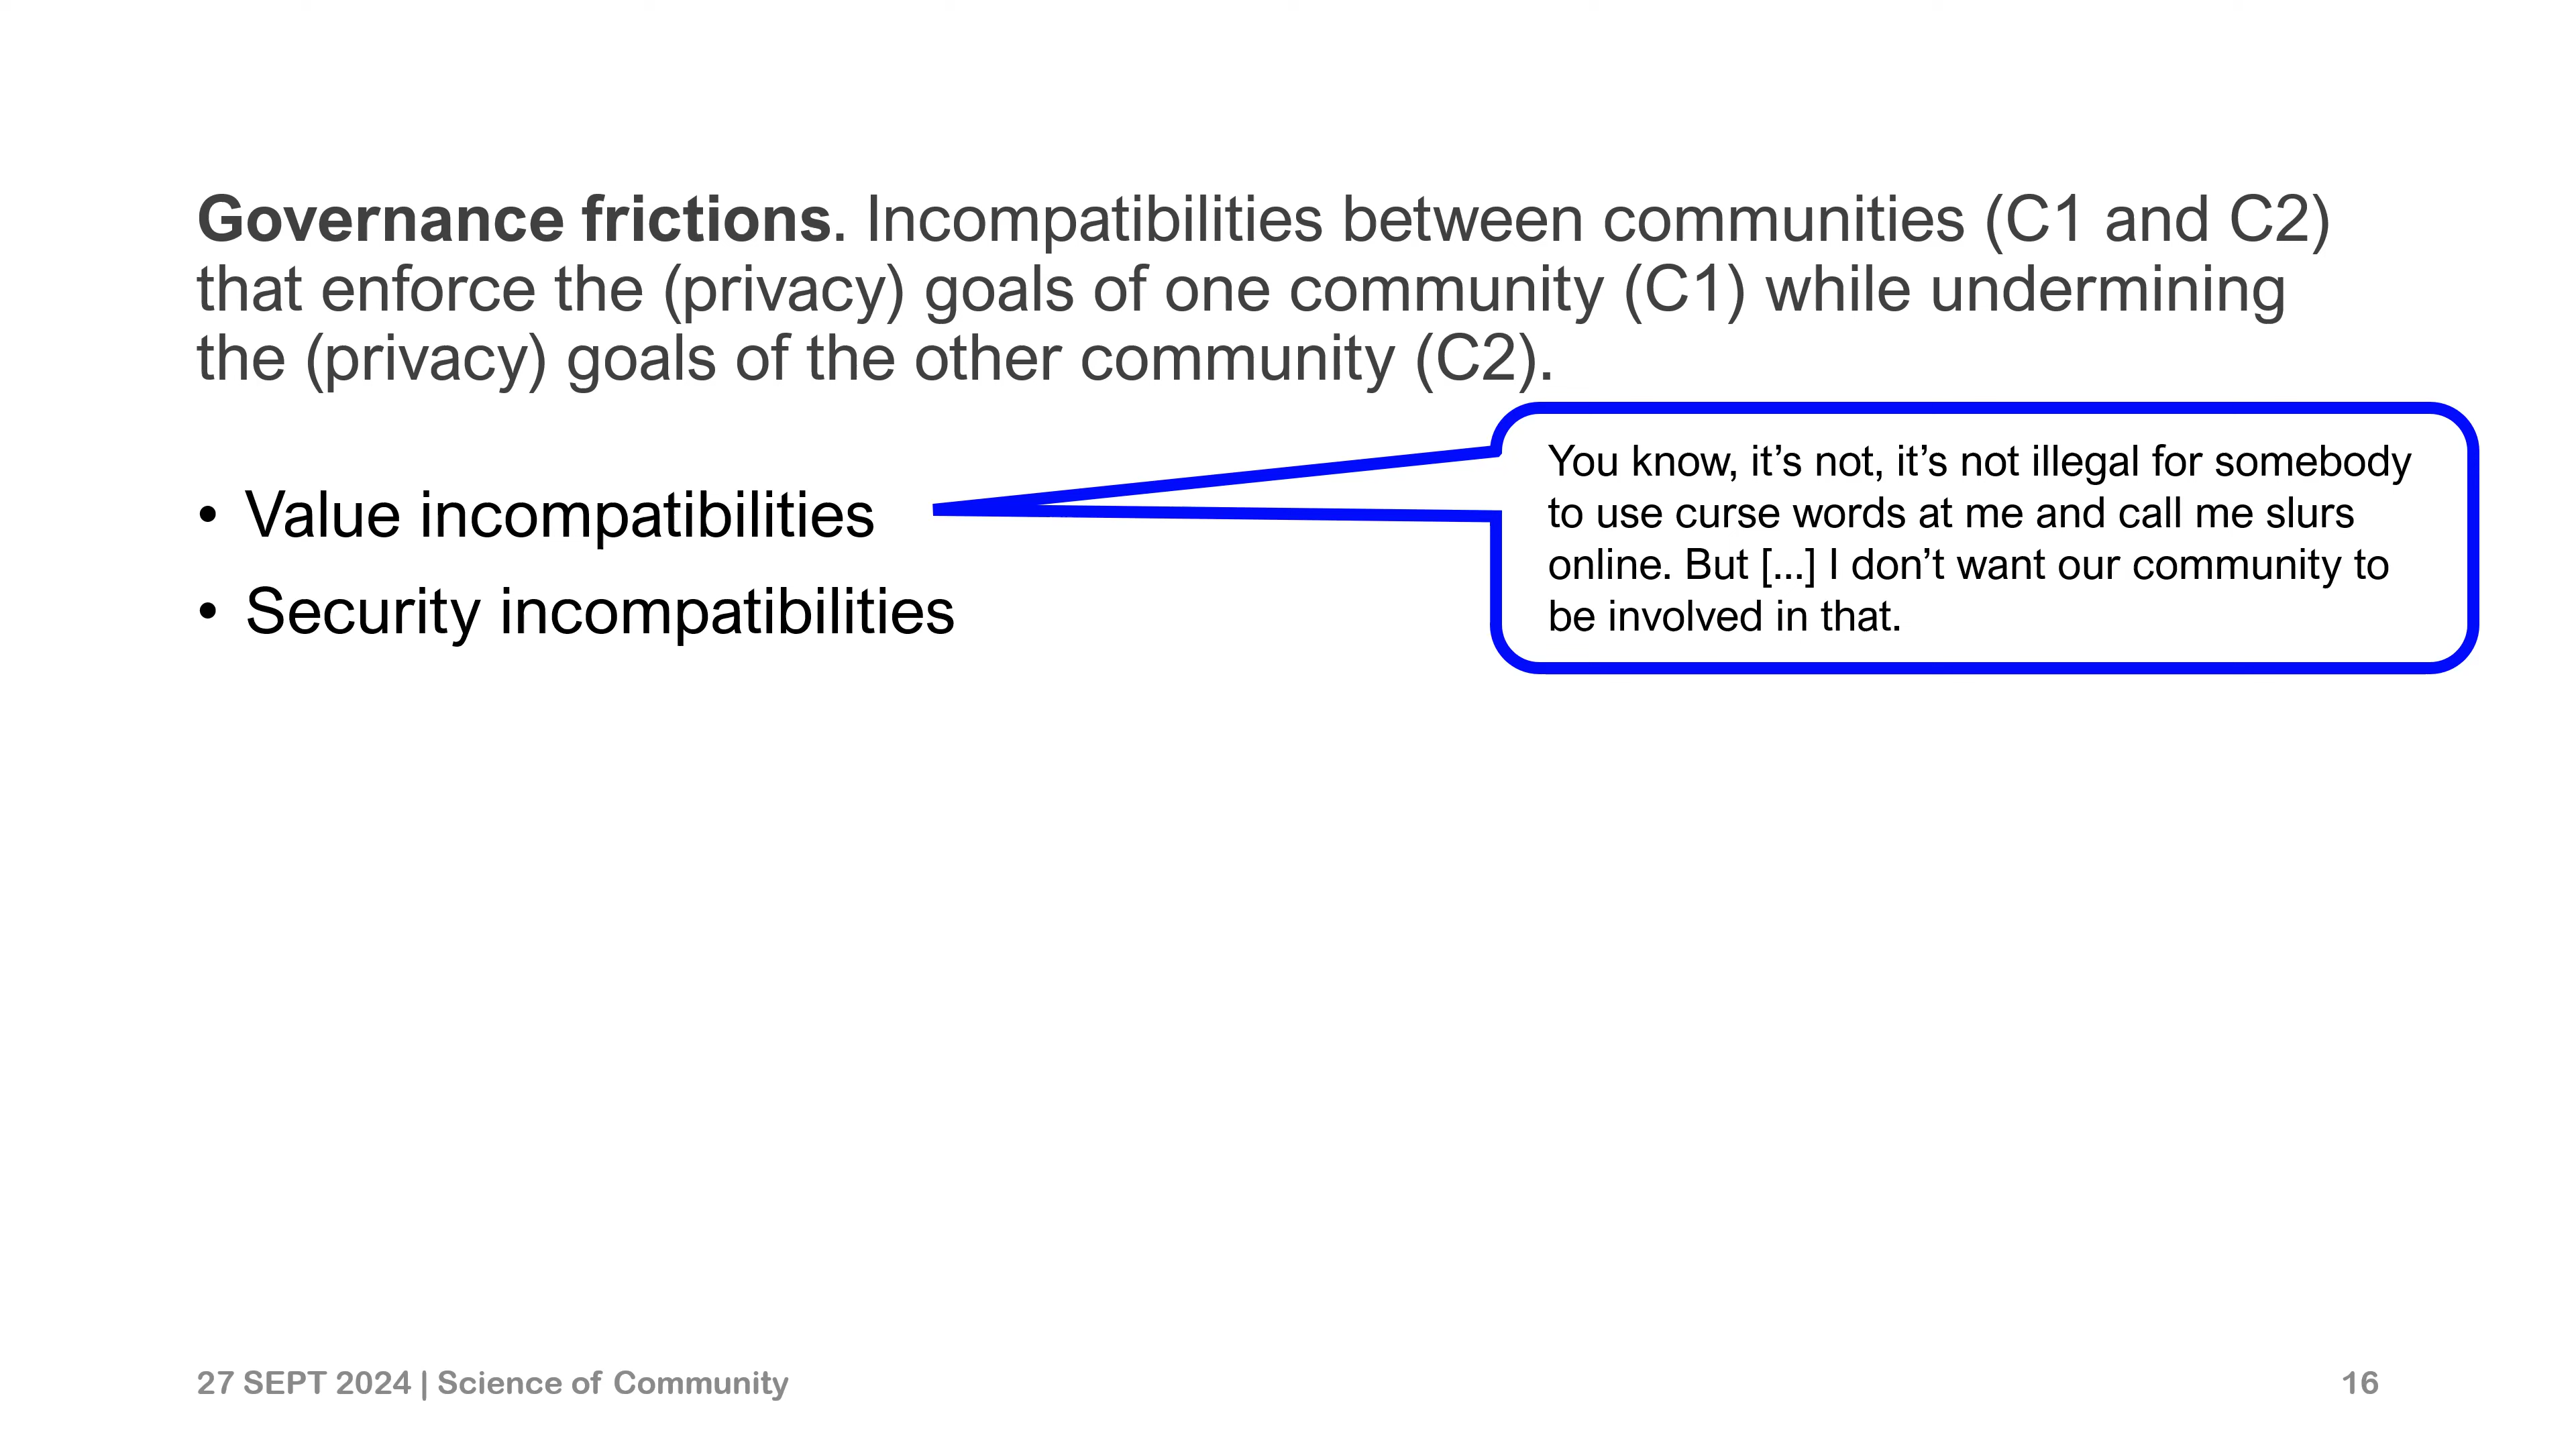 Governance frictions. Incompatibilities between communities (C1 and C2)
that enforce the (privacy) goals of one community (C1) while undermining
the (privacy) goals of the other community (C2).
• Value incompatibilities
• Security incompatibilities
You know, it’s not, it’s not illegal for somebody
to use curse words at me and call me slurs
online. But [...] I don’t want our community to
be involved in that.
27 SEPT 2024 | Science of Community
16